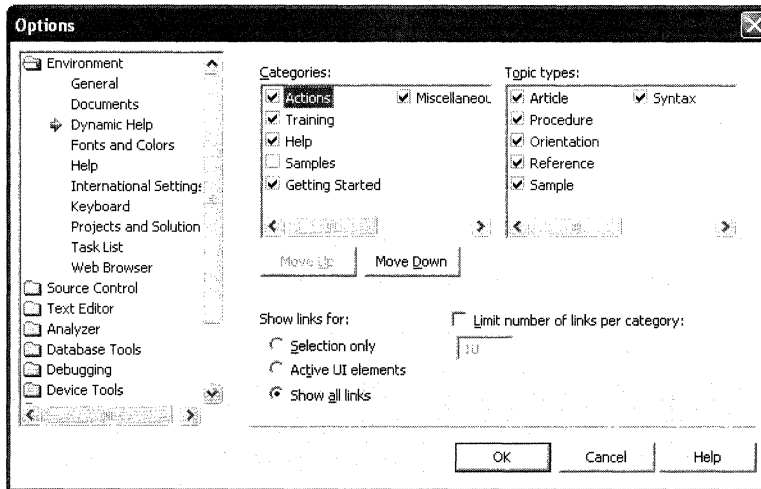 Options
Environment
General
Documents
Dynamic Help
Fonts and Colors
Help
International Settings
Keyboard
Projects and Solution
Task List
Web Browser
Source Control
Text Editor
Analyzer
Database Tools
Debugging
Device Tools
Categories:
Actions
Training
Help
Samples
Getting Started
Miscellaneou
Topic types:
Article
Procedure
Orientation
Reference
Sample
Syntax
Move Up
Move Down
Show links for:
Selection only
Active UI elements
Show all links
Limit number of links per category:
10
OK
Cancel
Help